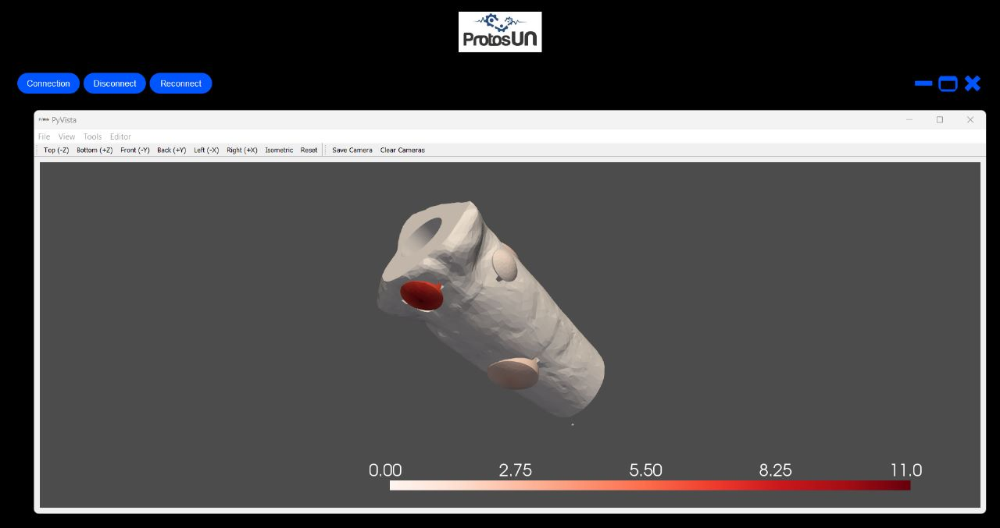 ProtosUN
Connection Disconnect Reconnect
PyVista
File View Tools Editor
Top (-Z) Bottom (+Z) Front (-Y) Back (+Y) Left (-X) Right (+X) Isometric Reset Save Camera Clear Cameras
0.00 2.75 5.50 8.25 11.0